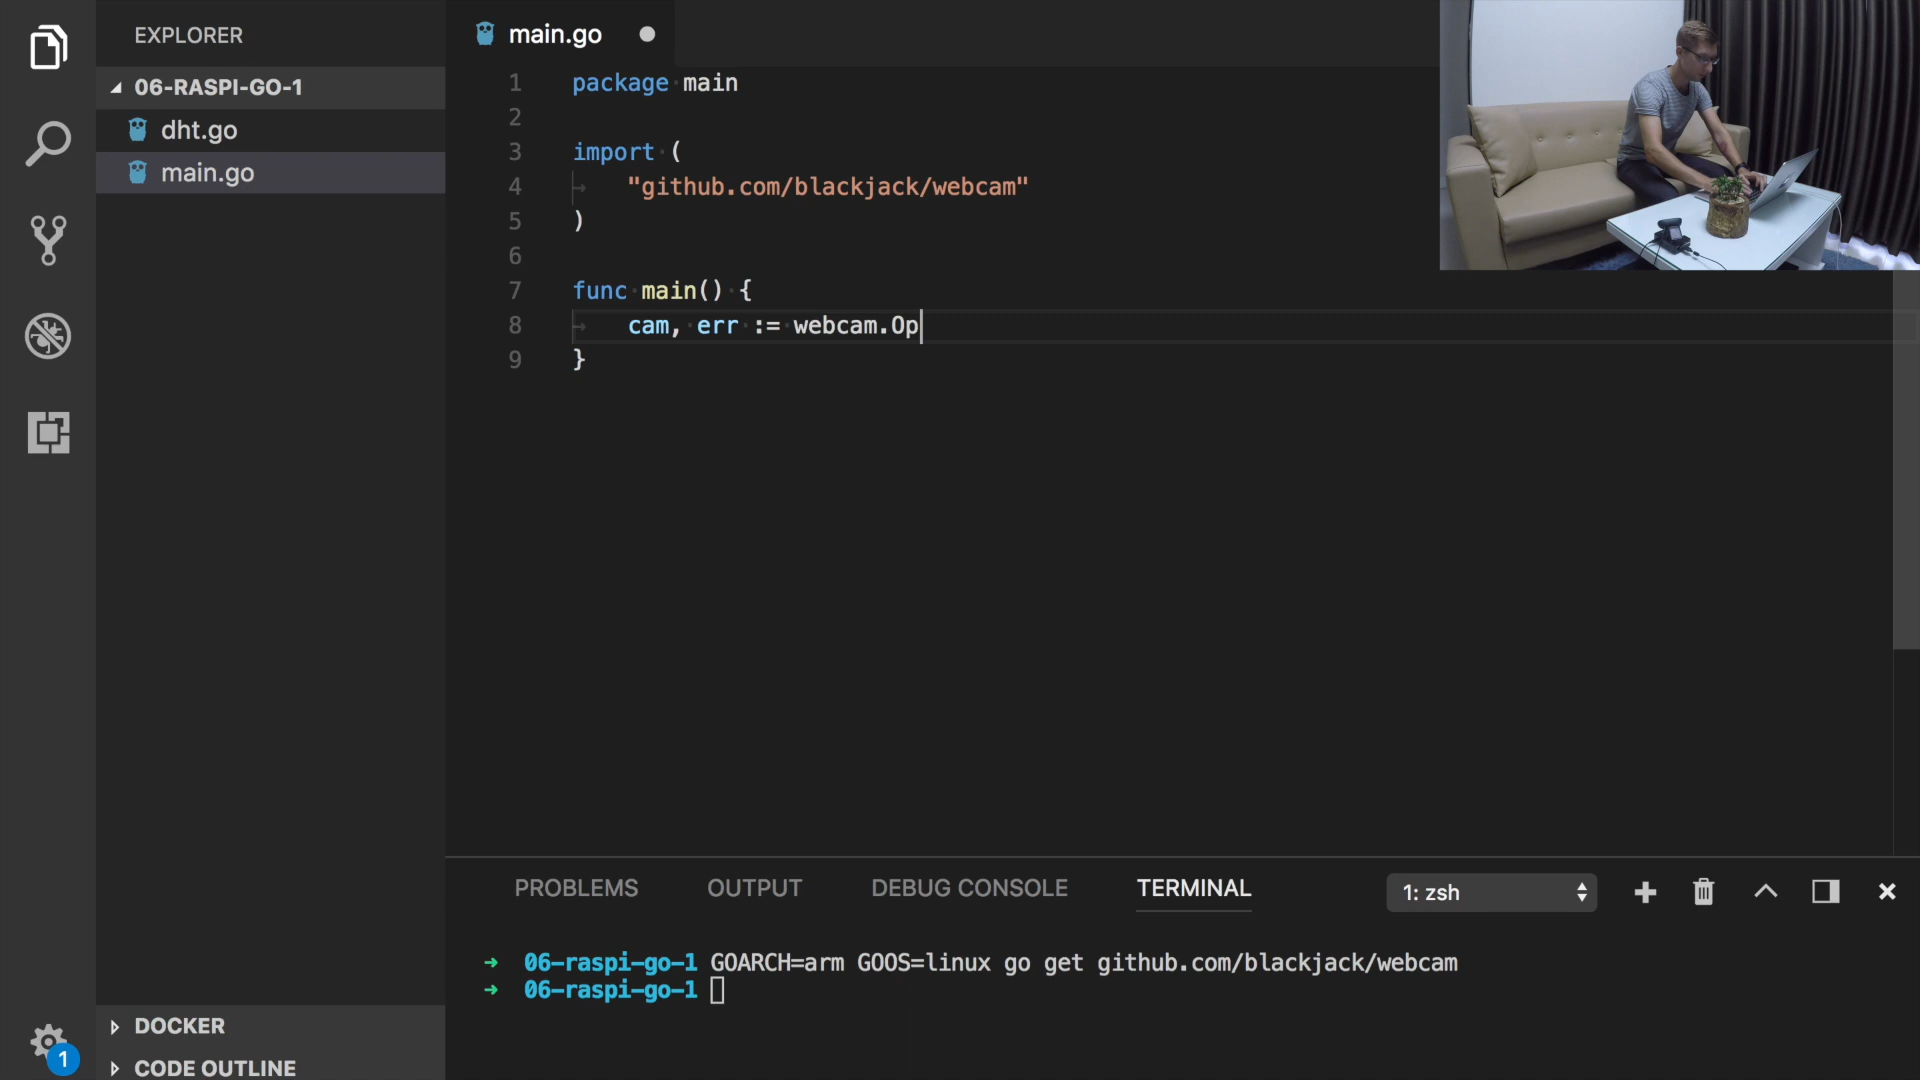 EXPLORER
06-RASPI-GO-1
dht.go
main.go
main.go
1 package main
2
3 import (
4 "github.com/blackjack/webcam"
5 )
6
7 func main() {
8 cam, err := webcam.Op
9 }
PROBLEMS OUTPUT DEBUG CONSOLE TERMINAL 1: zsh
➜ 06-raspi-go-1 GOARCH=arm GOOS=linux go get github.com/blackjack/webcam
➜ 06-raspi-go-1
DOCKER
CODE OUTLINE
1